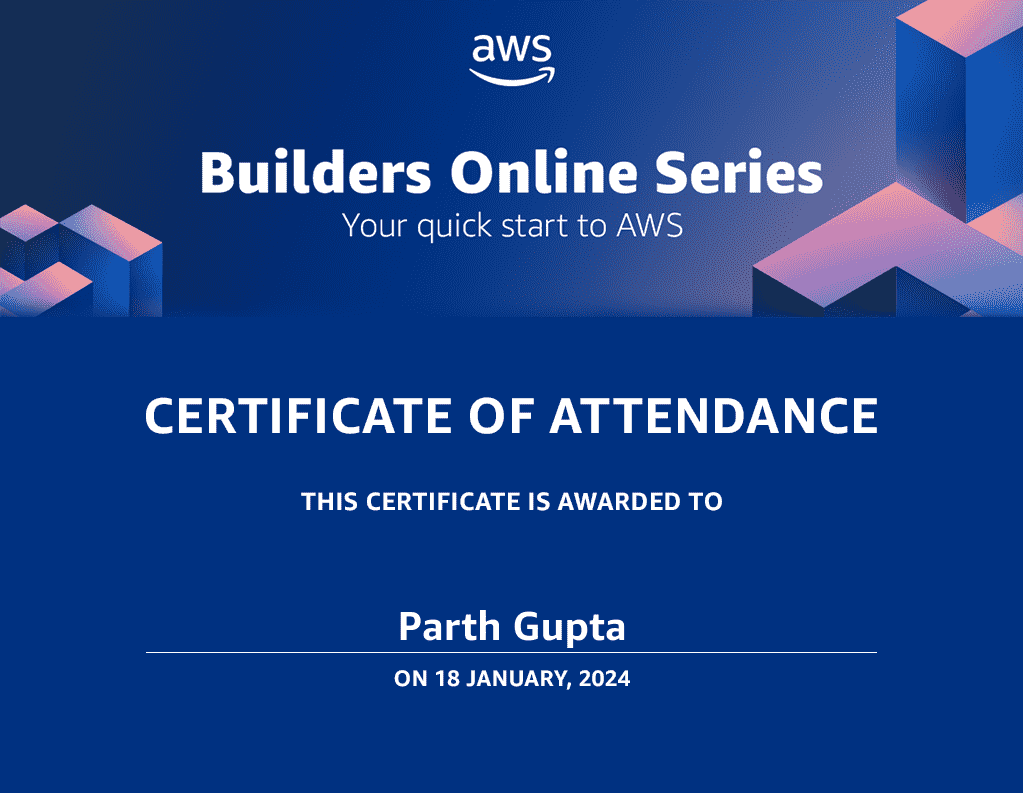 aws
Builders Online Series
Your quick start to AWS
CERTIFICATE OF ATTENDANCE
THIS CERTIFICATE IS AWARDED TO
Parth Gupta
ON 18 JANUARY, 2024